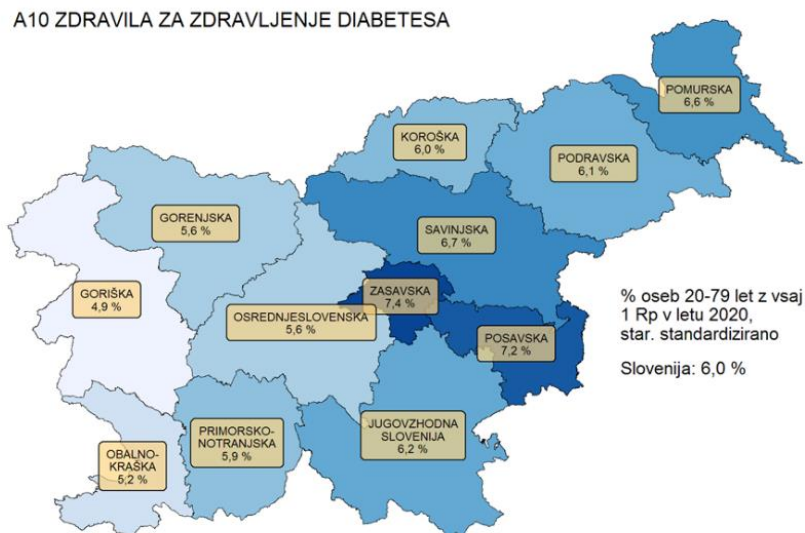 A10 ZDRAVILA ZA ZDRAVLJENJE DIABETESA
POMURSKA
6,6 %
KOROŠKA
6,0 %
PODRAVSKA
6,1 %
GORENJSKA
5,6 %
SAVINJSKA
6,7 %
GORIŠKA
4,9 %
ZASAVSKA
7,4 %
OSREDNJESLOVENSKA
5,6 %
POSAVSKA
7,2 %
% oseb 20-79 let z vsaj
1 Rp v letu 2020,
star. standardizirano
Slovenija: 6,0 %
PRIMORSKO-
NOTRANJSKA
5,9 %
JUGOVZHODNA
SLOVENIJA
6,2 %
OBALNO-
KRAŠKA
5,2 %